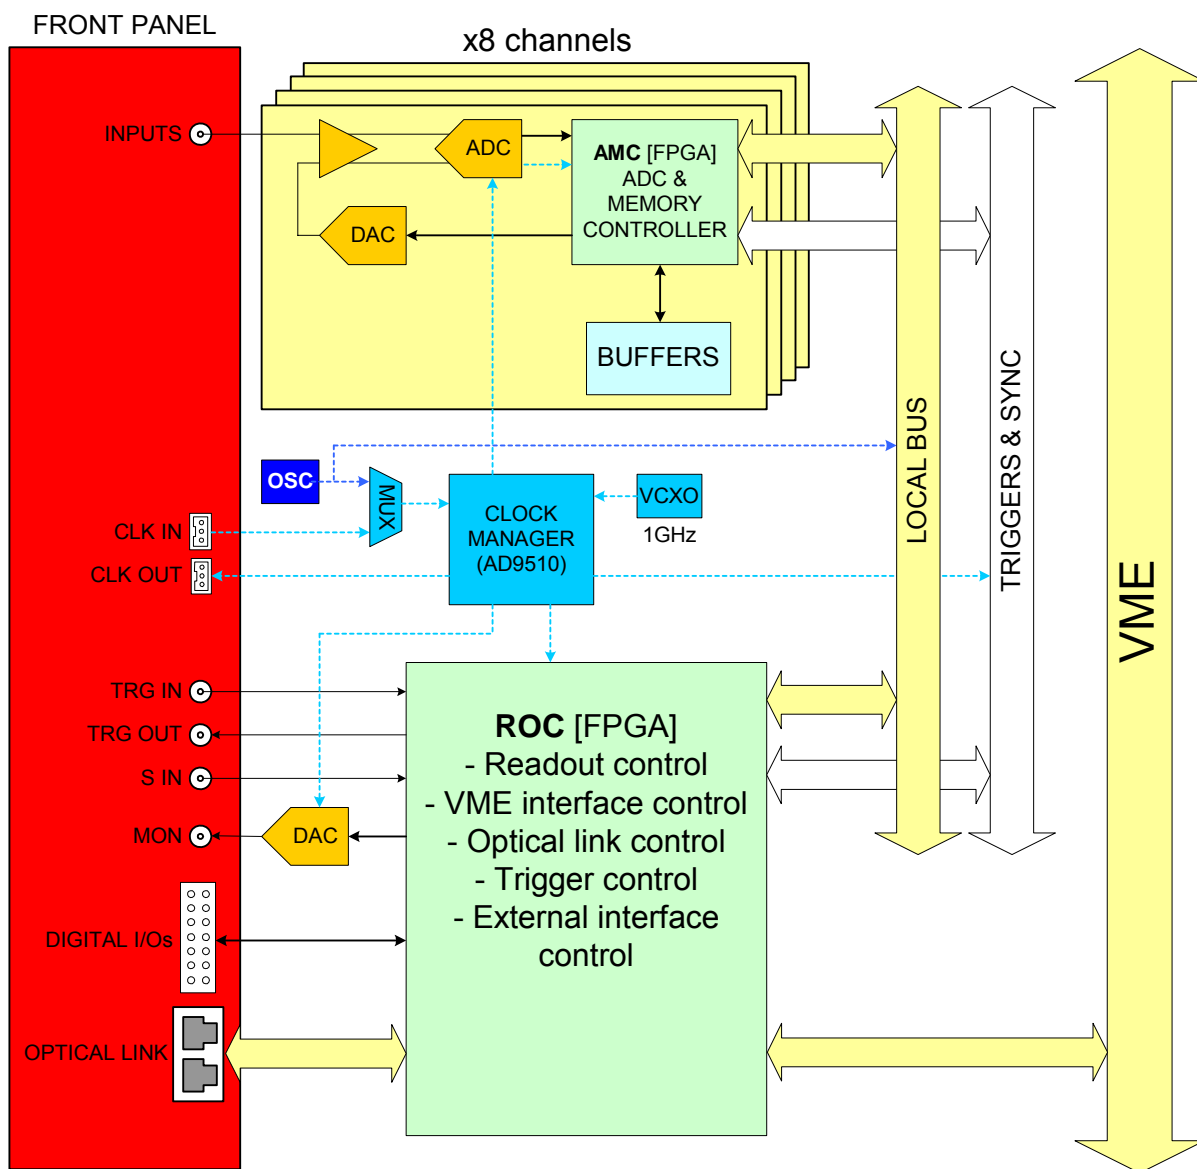 FRONT PANEL
x8 channels
INPUTS
ADC
AMC [FPGA]
ADC &
MEMORY
CONTROLLER
DAC
BUFFERS
OSC
MUX
CLOCK
MANAGER
(AD9510)
VCXO
1GHz
CLK IN
CLK OUT
LOCAL BUS
TRIGGERS & SYNC
VME
TRG IN
TRG OUT
S IN
MON
DAC
ROC [FPGA]
- Readout control
- VME interface control
- Optical link control
- Trigger control
- External interface
control
DIGITAL I/Os
OPTICAL LINK